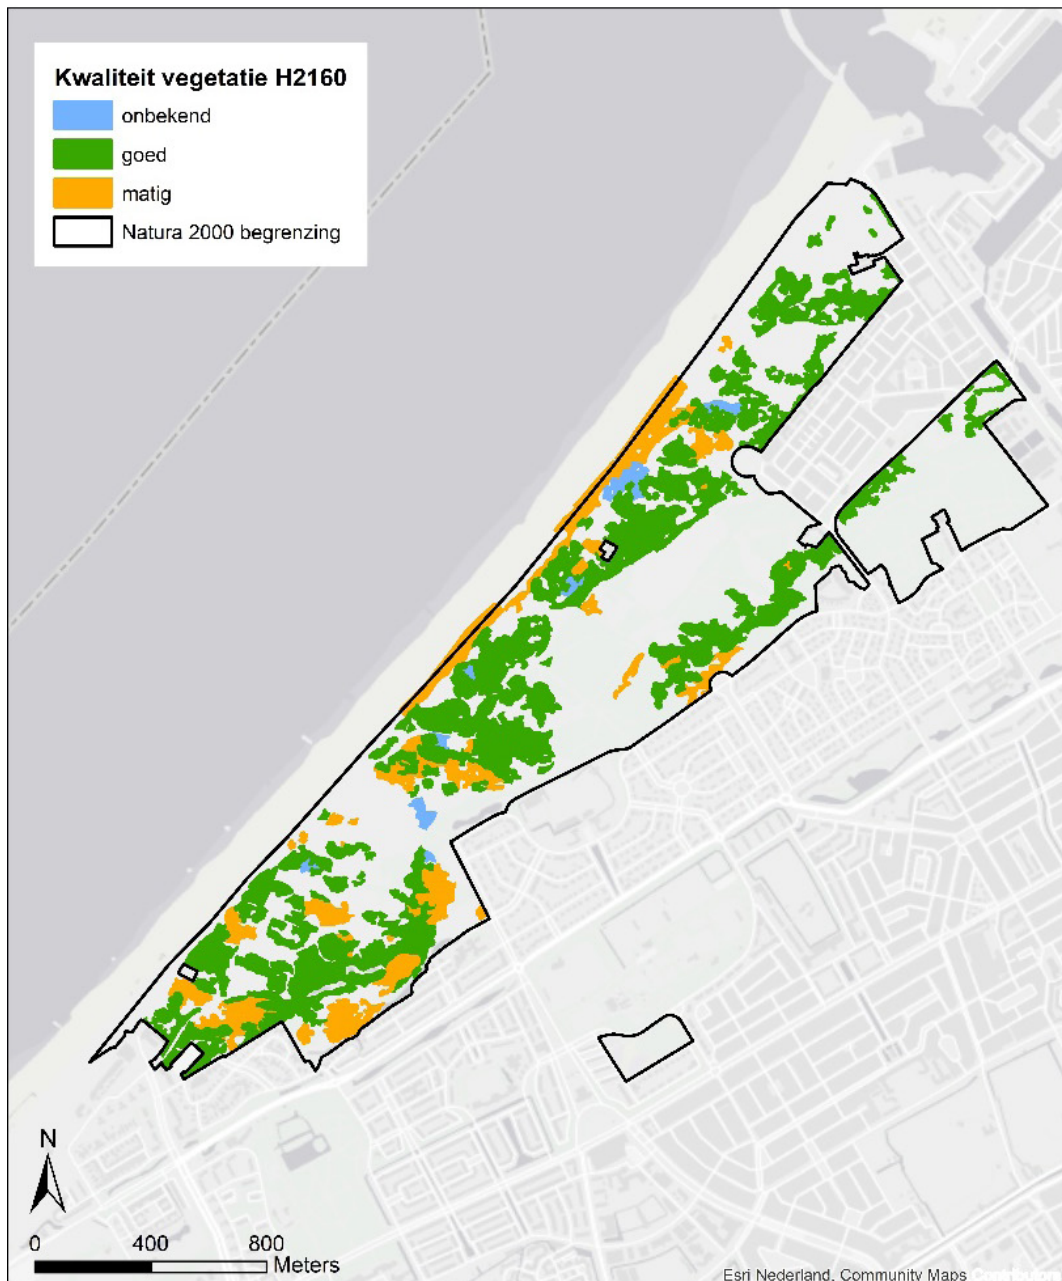 Kwaliteit vegetatie H2160
onbekend
goed
matig
Natura 2000 begrenzing
N
0 400 800
Meters
Esri Nederland, Community Maps